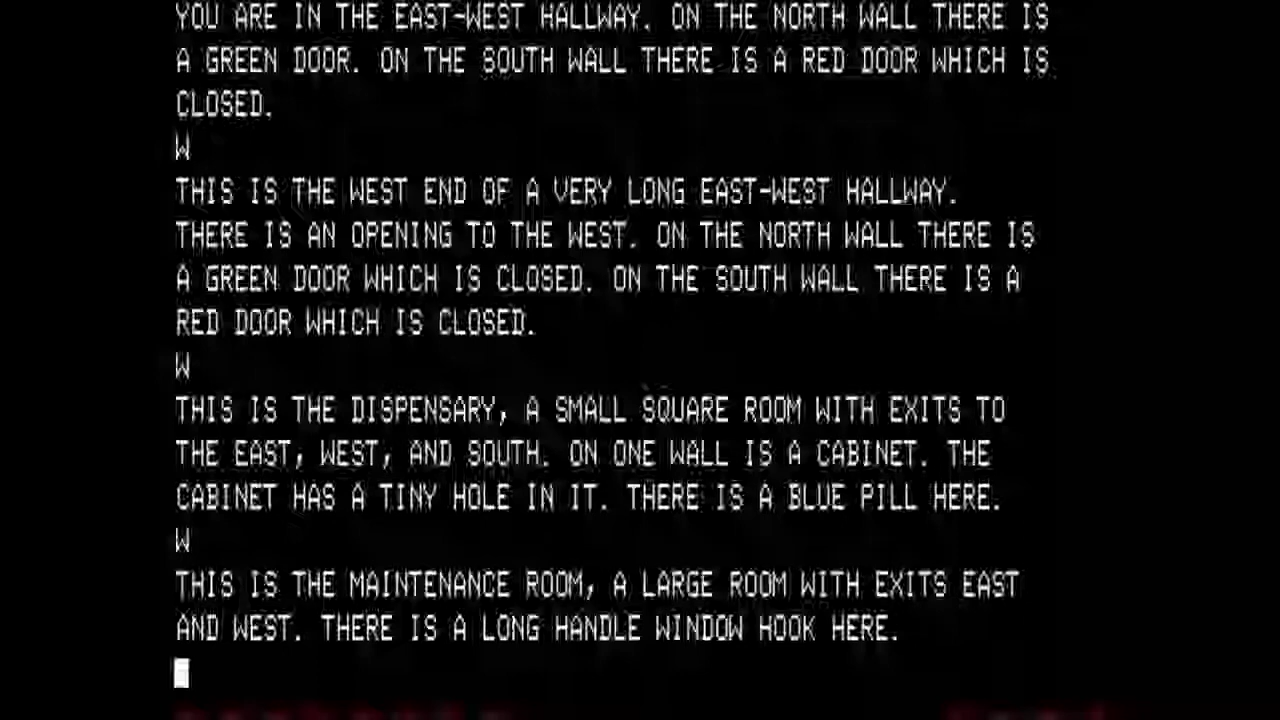 YOU ARE IN THE EAST-WEST HALLWAY. ON THE NORTH WALL THERE IS
A GREEN DOOR. ON THE SOUTH WALL THERE IS A RED DOOR WHICH IS
CLOSED.
W
THIS IS THE WEST END OF A VERY LONG EAST-WEST HALLWAY.
THERE IS AN OPENING TO THE WEST. ON THE NORTH WALL THERE IS
A GREEN DOOR WHICH IS CLOSED. ON THE SOUTH WALL THERE IS A
RED DOOR WHICH IS CLOSED.
W
THIS IS THE DISPENSARY, A SMALL SQUARE ROOM WITH EXITS TO
THE EAST, WEST, AND SOUTH. ON ONE WALL IS A CABINET. THE
CABINET HAS A TINY HOLE IN IT. THERE IS A BLUE PILL HERE.
W
THIS IS THE MAINTENANCE ROOM, A LARGE ROOM WITH EXITS EAST
AND WEST. THERE IS A LONG HANDLE WINDOW HOOK HERE.